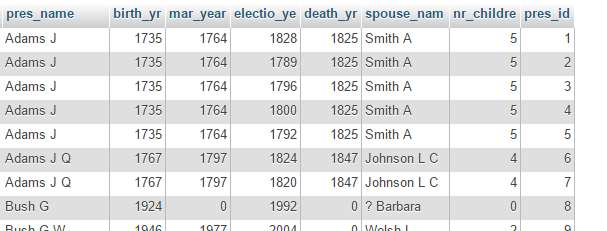 pres_name birth_yr mar_year electio_ye death_yr spouse_nam nr_childre pres_id
Adams J 1735 1764 1828 1825 Smith A 5 1
Adams J 1735 1764 1789 1825 Smith A 5 2
Adams J 1735 1764 1796 1825 Smith A 5 3
Adams J 1735 1764 1800 1825 Smith A 5 4
Adams J 1735 1764 1792 1825 Smith A 5 5
Adams J Q 1767 1797 1824 1847 Johnson L C 4 6
Adams J Q 1767 1797 1820 1847 Johnson L C 4 7
Bush G 1924 0 1992 0 ? Barbara 0 8
Bush G W 1946 1977 2004 0 Welsh L 2 9